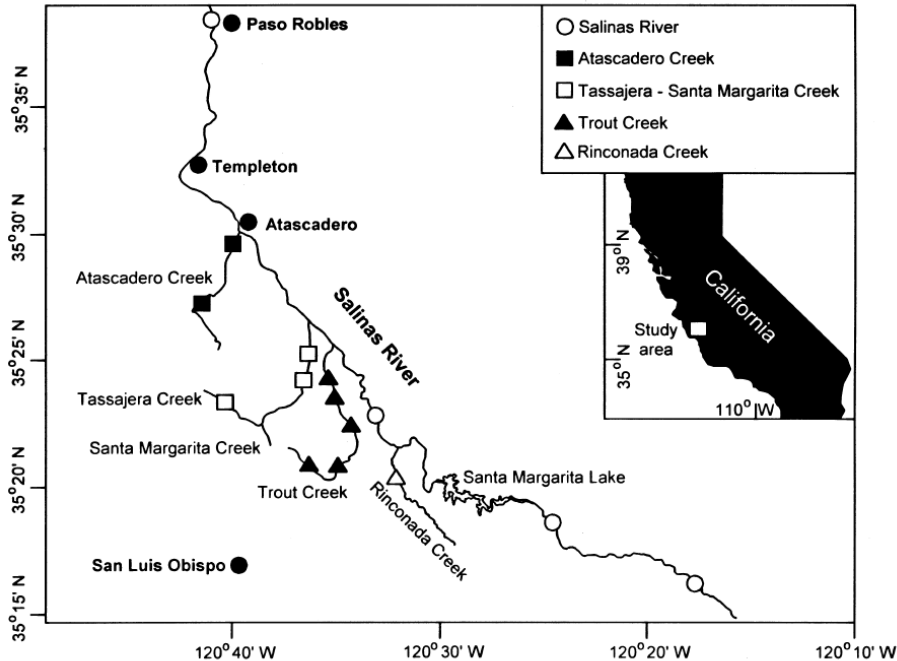 Paso Robles
Templeton
Atascadero
Atascadero Creek
Salinas River
Tassajera Creek
Santa Margarita Creek
Trout Creek
Rinconada Creek
Santa Margarita Lake
San Luis Obispo
Salinas River
Atascadero Creek
Tassajera - Santa Margarita Creek
Trout Creek
Rinconada Creek
39° N
35° N
California
Study
area
110° W
35°35' N
35°30' N
35°25' N
35°20' N
35°15' N
120°40' W
120°30' W
120°20' W
120°10' W